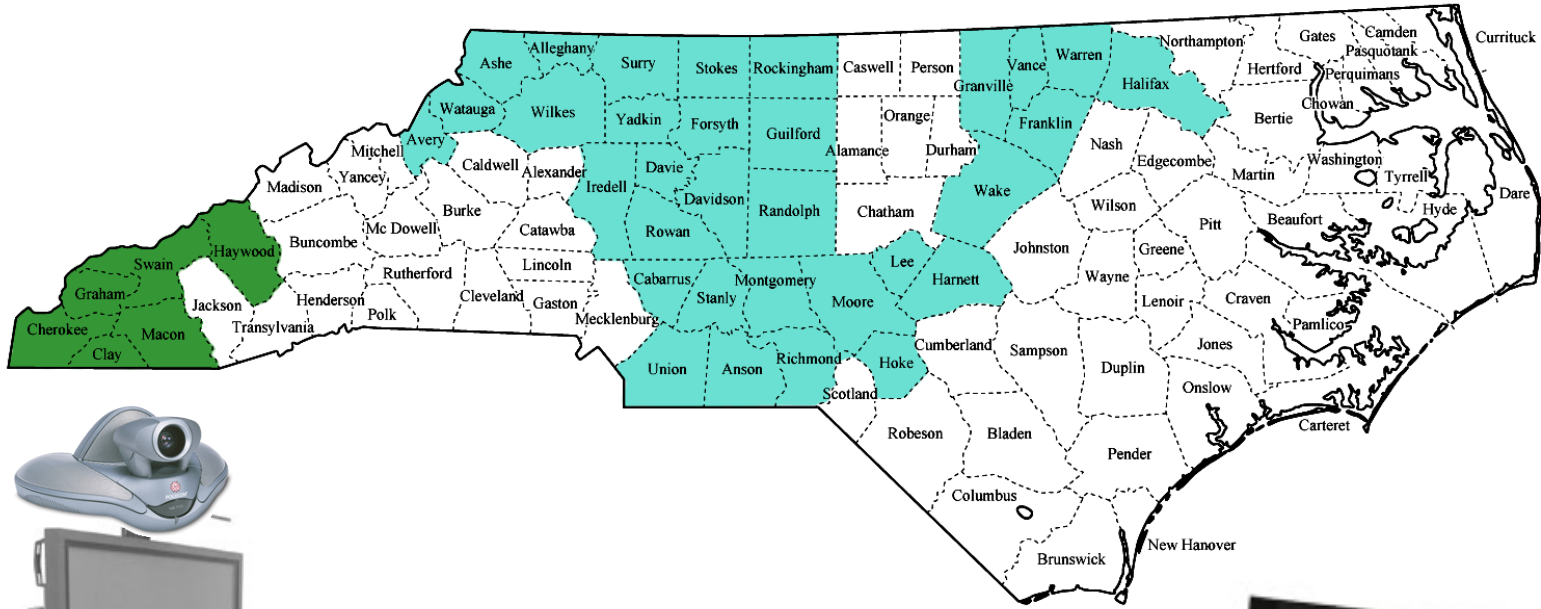 Currituck
Camden
Gates
Northampton
Pasquotank
Alleghany
Warren
Vance
Surry
Ashe
Stokes
Rockingham
Caswell
Person
Hertford
Perquimans
Granville
Halifax
Chowan
Watauga
Wilkes
Yadkin
Forsyth
Guilford
Orange
Franklin
Bertie
Avery
Mitchell
Caldwell
Alexander
Alamance
Durham
Nash
Edgecombe
Washington
Yancey
Davie
Martin
Tyrrell
Madison
Iredell
Wake
Dare
Davidson
Burke
Randolph
Chatham
Wilson
Hyde
Beaufort
Pitt
Mc Dowell
Catawba
Rowan
Buncombe
Haywood
Johnston
Greene
Swain
Lincoln
Lee
Wayne
Rutherford
Cabarrus
Montgomery
Harnett
Graham
Stanly
Moore
Henderson
Cleveland
Lenoir
Craven
Jackson
Gaston
Polk
Mecklenburg
Transylvania
Pamlico
Cherokee
Macon
Cumberland
Sampson
Jones
Clay
Union
Anson
Richmond
Hoke
Duplin
Onslow
Scotland
Carteret
Robeson
Bladen
Pender
Columbus
New Hanover
Brunswick